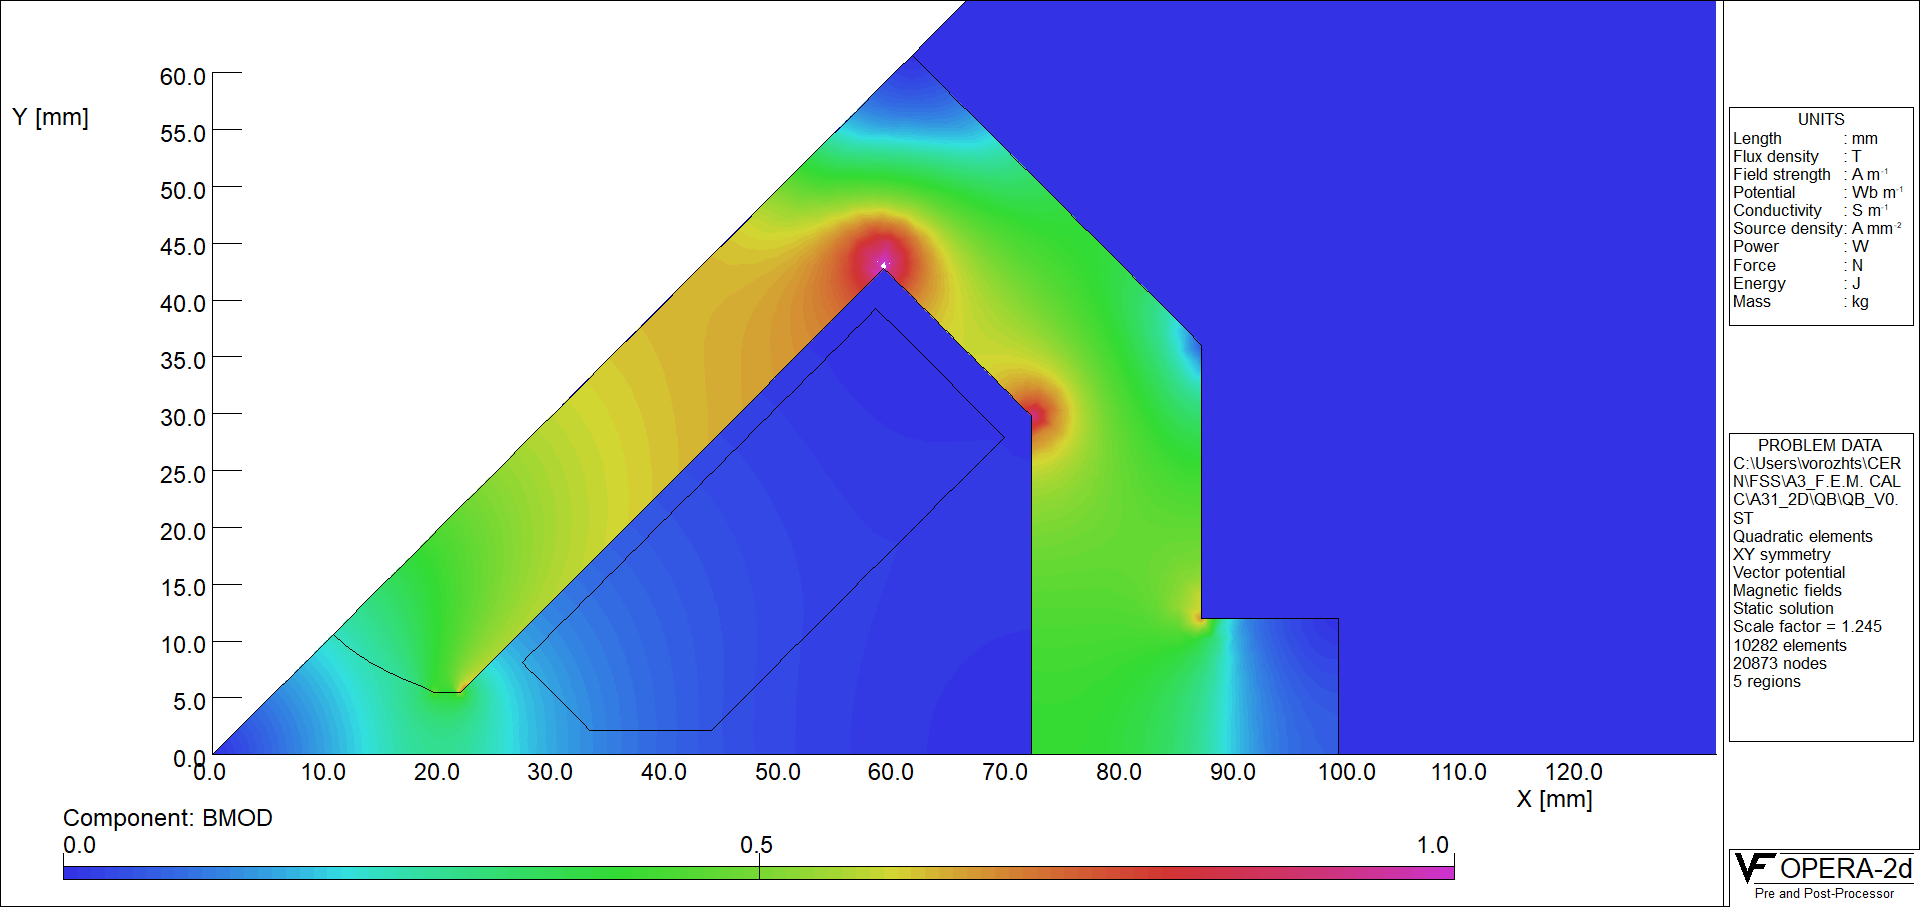 Y [mm]
60.0
55.0
50.0
45.0
40.0
35.0
30.0
25.0
20.0
15.0
10.0
5.0
0.0
0.0 10.0 20.0 30.0 40.0 50.0 60.0 70.0 80.0 90.0 100.0 110.0 120.0
X [mm]
Component: BMOD
0.0 0.5 1.0
UNITS
Length : mm
Flux density : T
Field strength : A m-1
Potential : Wb m-1
Conductivity : S m-1
Source density: A mm-2
Power : W
Force : N
Energy : J
Mass : kg
PROBLEM DATA
C:\Users\vorozhts\CER
N\FSS\A3_F.E.M. CAL
C\A31_2D\QB\QB_V0.
ST
Quadratic elements
XY symmetry
Vector potential
Magnetic fields
Static solution
Scale factor = 1.245
10282 elements
20873 nodes
5 regions
VF OPERA-2d
Pre and Post-Processor